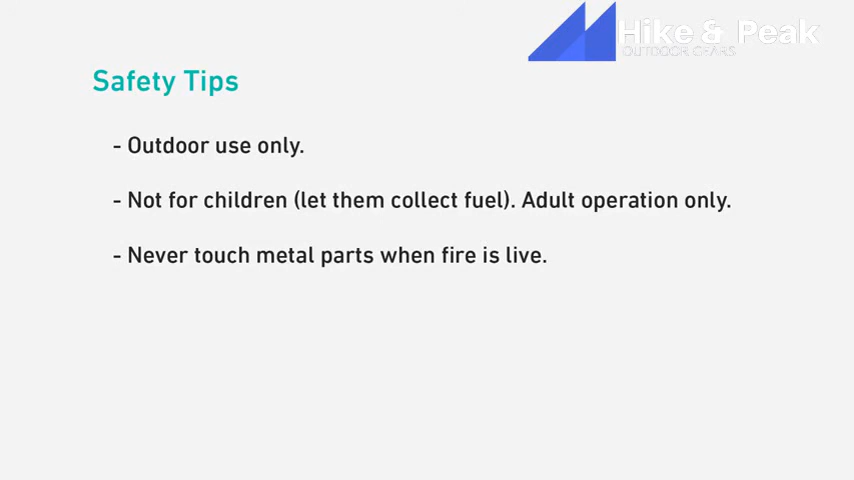 Hike & Peak
OUTDOOR GEARS
Safety Tips
- Outdoor use only.
- Not for children (let them collect fuel). Adult operation only.
- Never touch metal parts when fire is live.